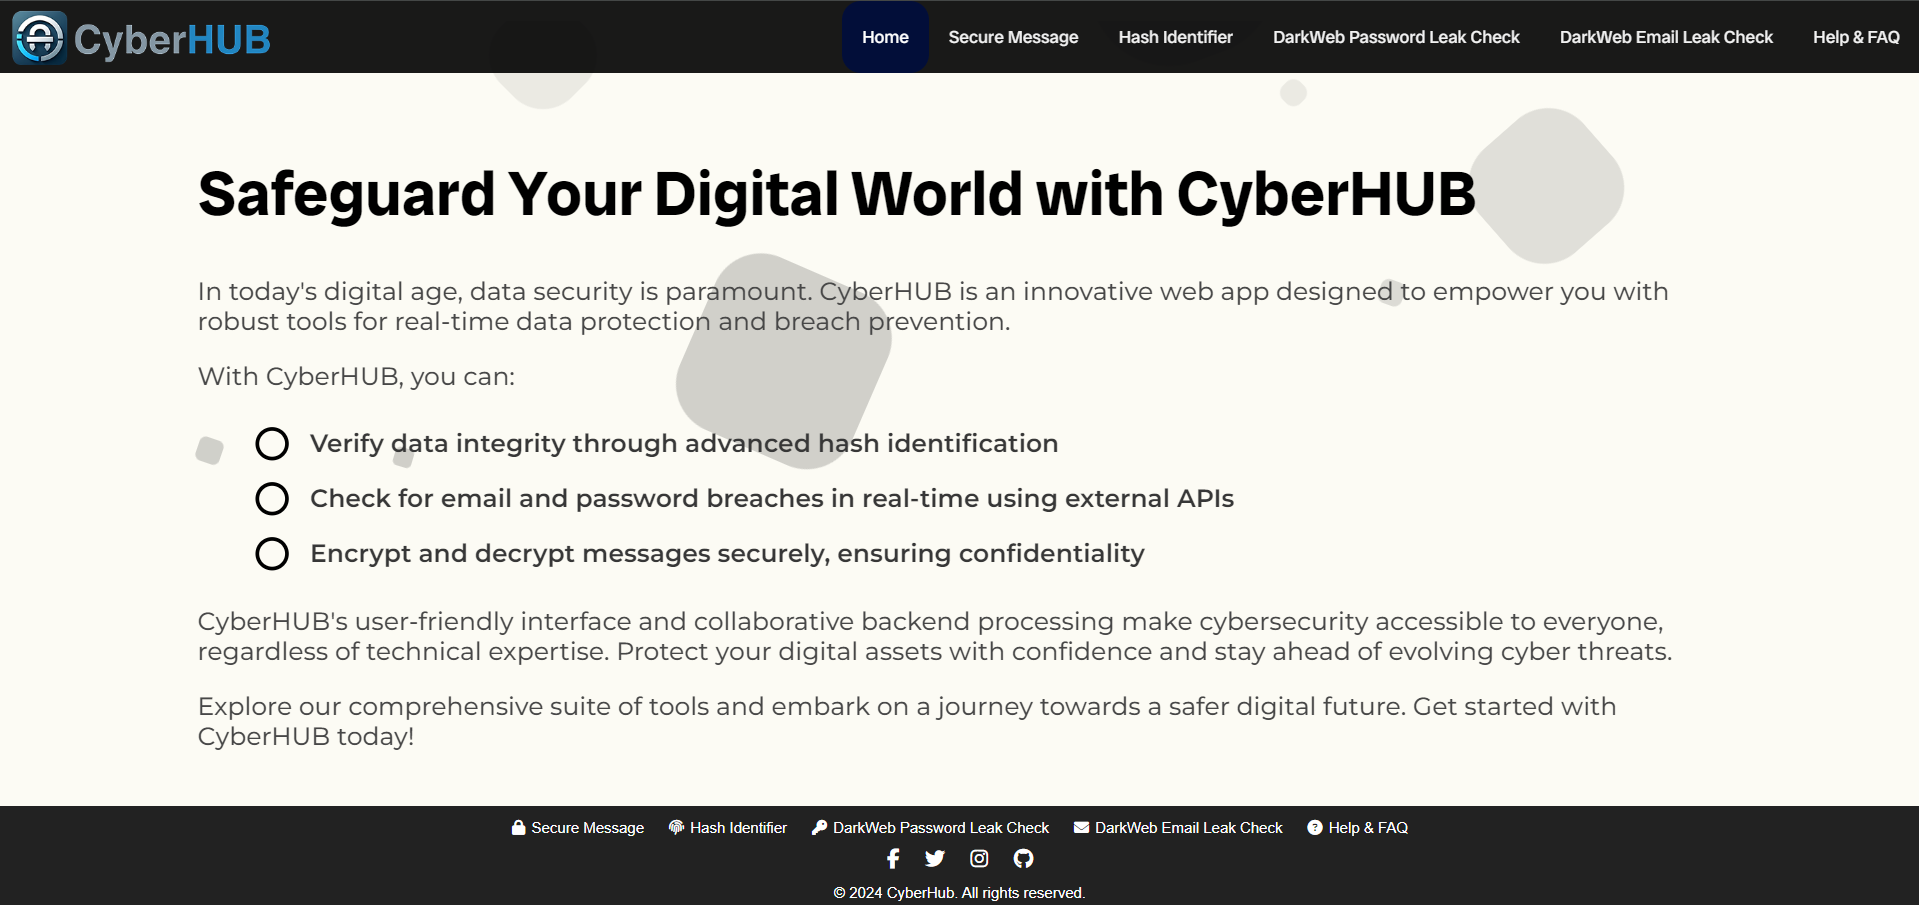 CyberHUB
Home
Secure Message
Hash Identifier
DarkWeb Password Leak Check
DarkWeb Email Leak Check
Help & FAQ
Safeguard Your Digital World with CyberHUB
In today's digital age, data security is paramount. CyberHUB is an innovative web app designed to empower you with
robust tools for real-time data protection and breach prevention.
With CyberHUB, you can:
Verify data integrity through advanced hash identification
Check for email and password breaches in real-time using external APIs
Encrypt and decrypt messages securely, ensuring confidentiality
CyberHUB's user-friendly interface and collaborative backend processing make cybersecurity accessible to everyone,
regardless of technical expertise. Protect your digital assets with confidence and stay ahead of evolving cyber threats.
Explore our comprehensive suite of tools and embark on a journey towards a safer digital future. Get started with
CyberHUB today!
Secure Message
Hash Identifier
DarkWeb Password Leak Check
DarkWeb Email Leak Check
Help & FAQ
© 2024 CyberHub. All rights reserved.